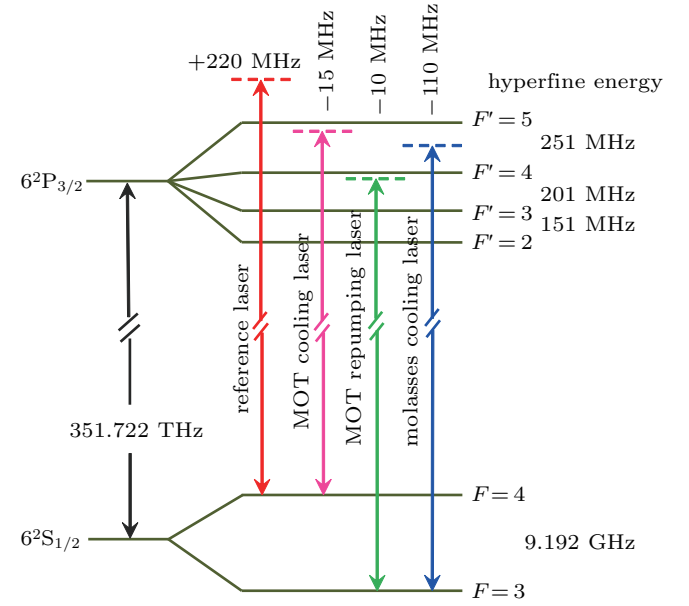 +220 MHz
−15 MHz
−10 MHz
−110 MHz
hyperfine energy
F′=5
251 MHz
F′=4
6²P₃/₂
201 MHz
F′=3
151 MHz
F′=2
reference laser
MOT cooling laser
MOT repumping laser
molasses cooling laser
351.722 THz
F=4
6²S₁/₂
9.192 GHz
F=3